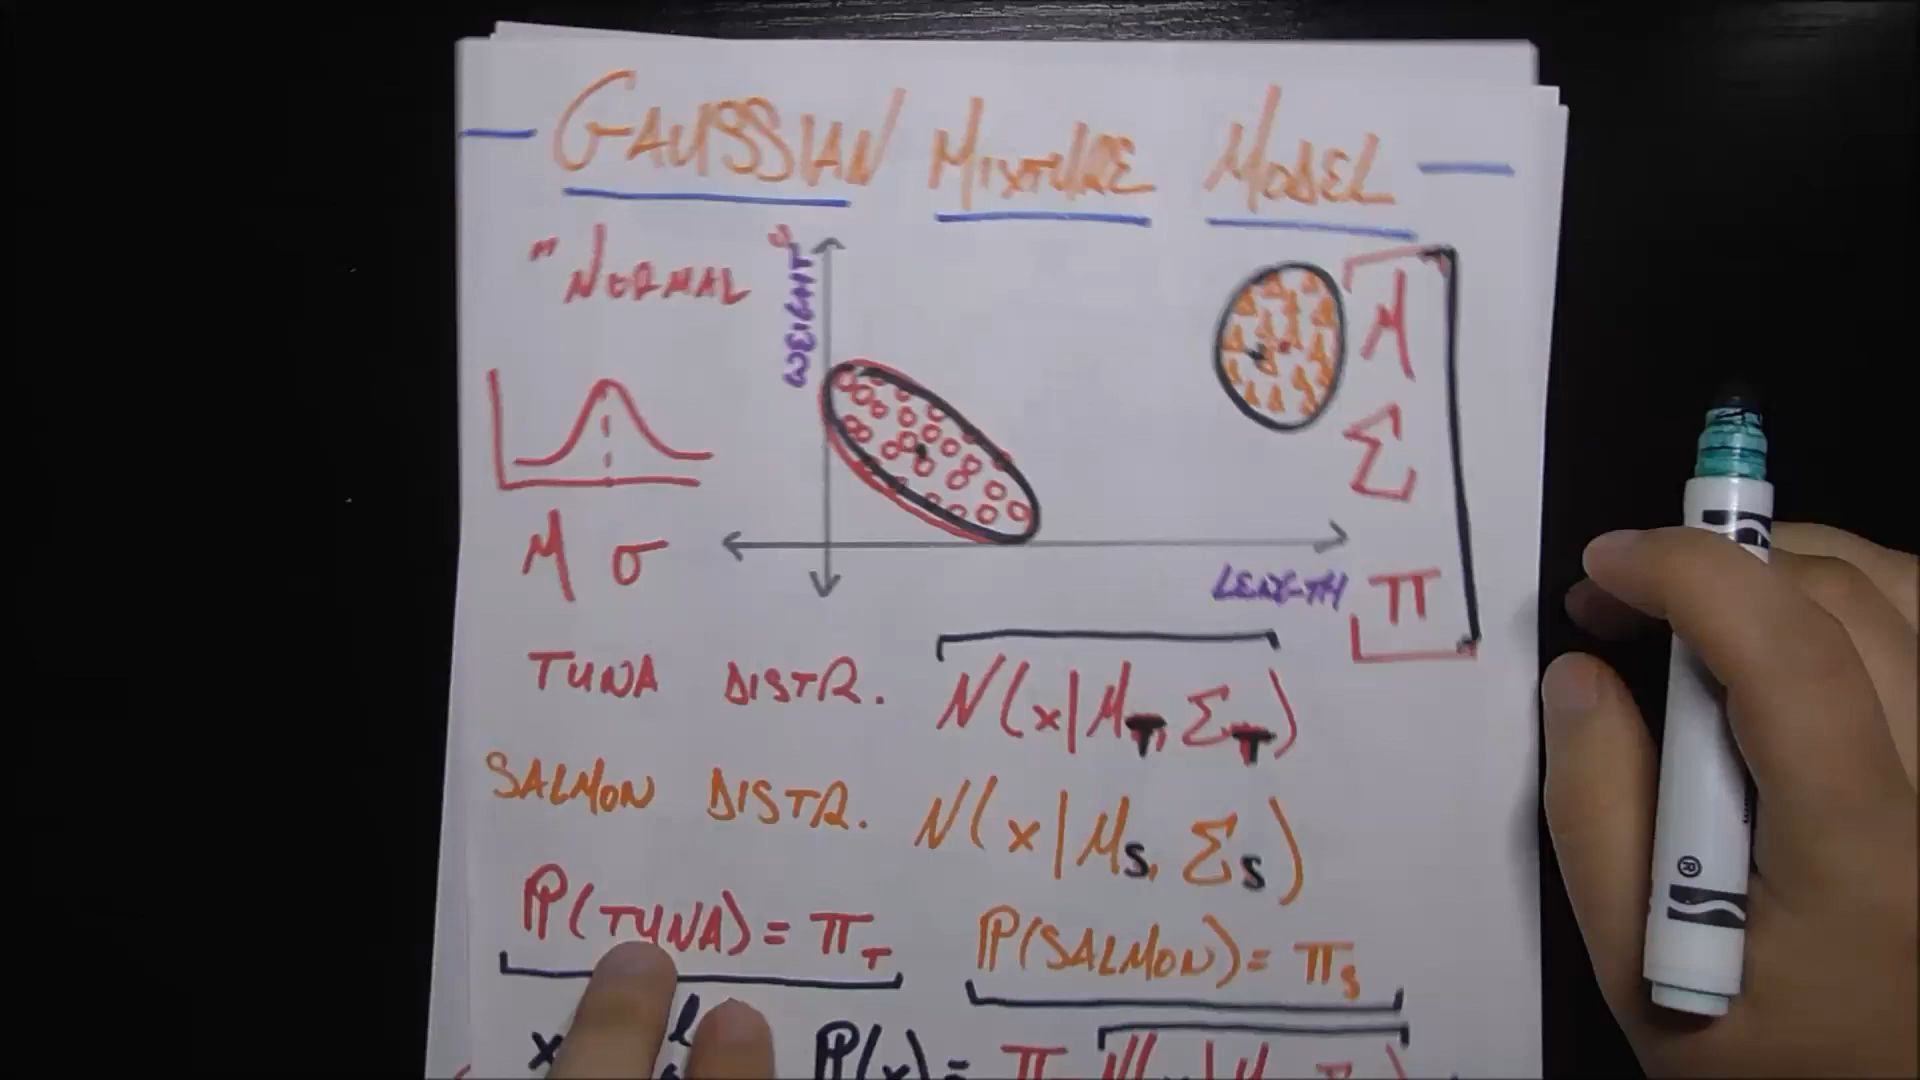 GAUSSIAN MIXTURE MODEL
"NORMAL
WEIGHT
μ
Σ
π
μ σ
LENGTH
TUNA DISTR. N(x|μT, ΣT)
SALMON DISTR. N(x|μS, ΣS)
ℙ(TUNA) = πT ℙ(SALMON) = πS
x ℙ(x) = π N(x|μ